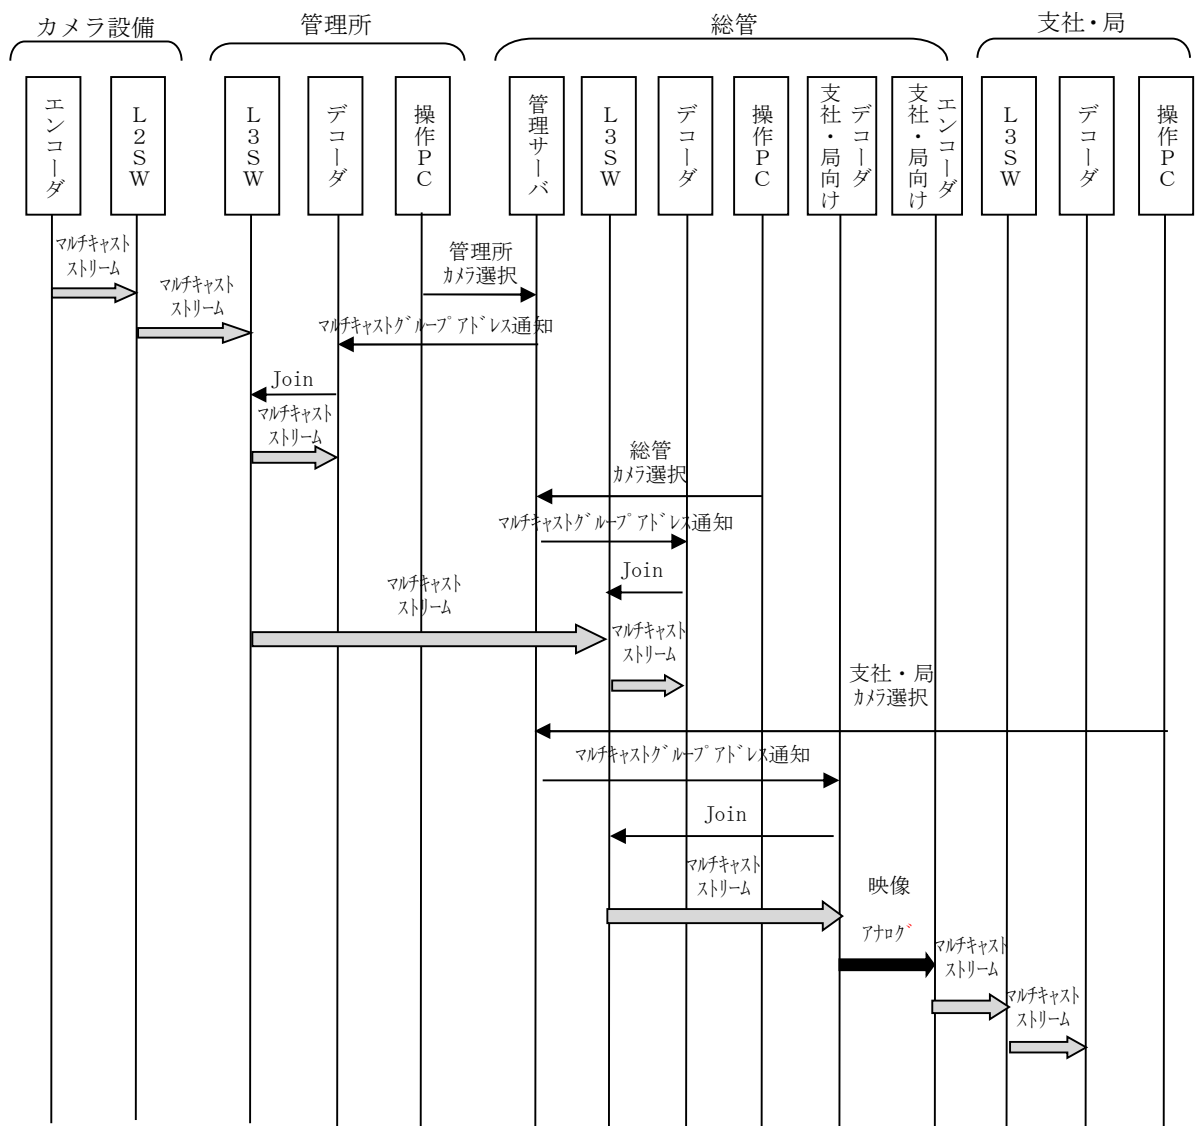 カメラ設備
管理所
総管
支社・局
エンコーダ
L2SW
L3SW
デコーダ
操作PC
管理サーバ
L3SW
デコーダ
操作PC
デコーダ
支社・局向け
エンコーダ
支社・局向け
L3SW
デコーダ
操作PC
マルチキャスト
ストリーム
マルチキャスト
ストリーム
管理所
カメラ選択
マルチキャストグループアドレス通知
Join
マルチキャスト
ストリーム
総管
カメラ選択
マルチキャストグループアドレス通知
Join
マルチキャスト
ストリーム
マルチキャスト
ストリーム
支社・局
カメラ選択
マルチキャストグループアドレス通知
Join
マルチキャスト
ストリーム
映像
アナログ
マルチキャスト
ストリーム
マルチキャスト
ストリーム